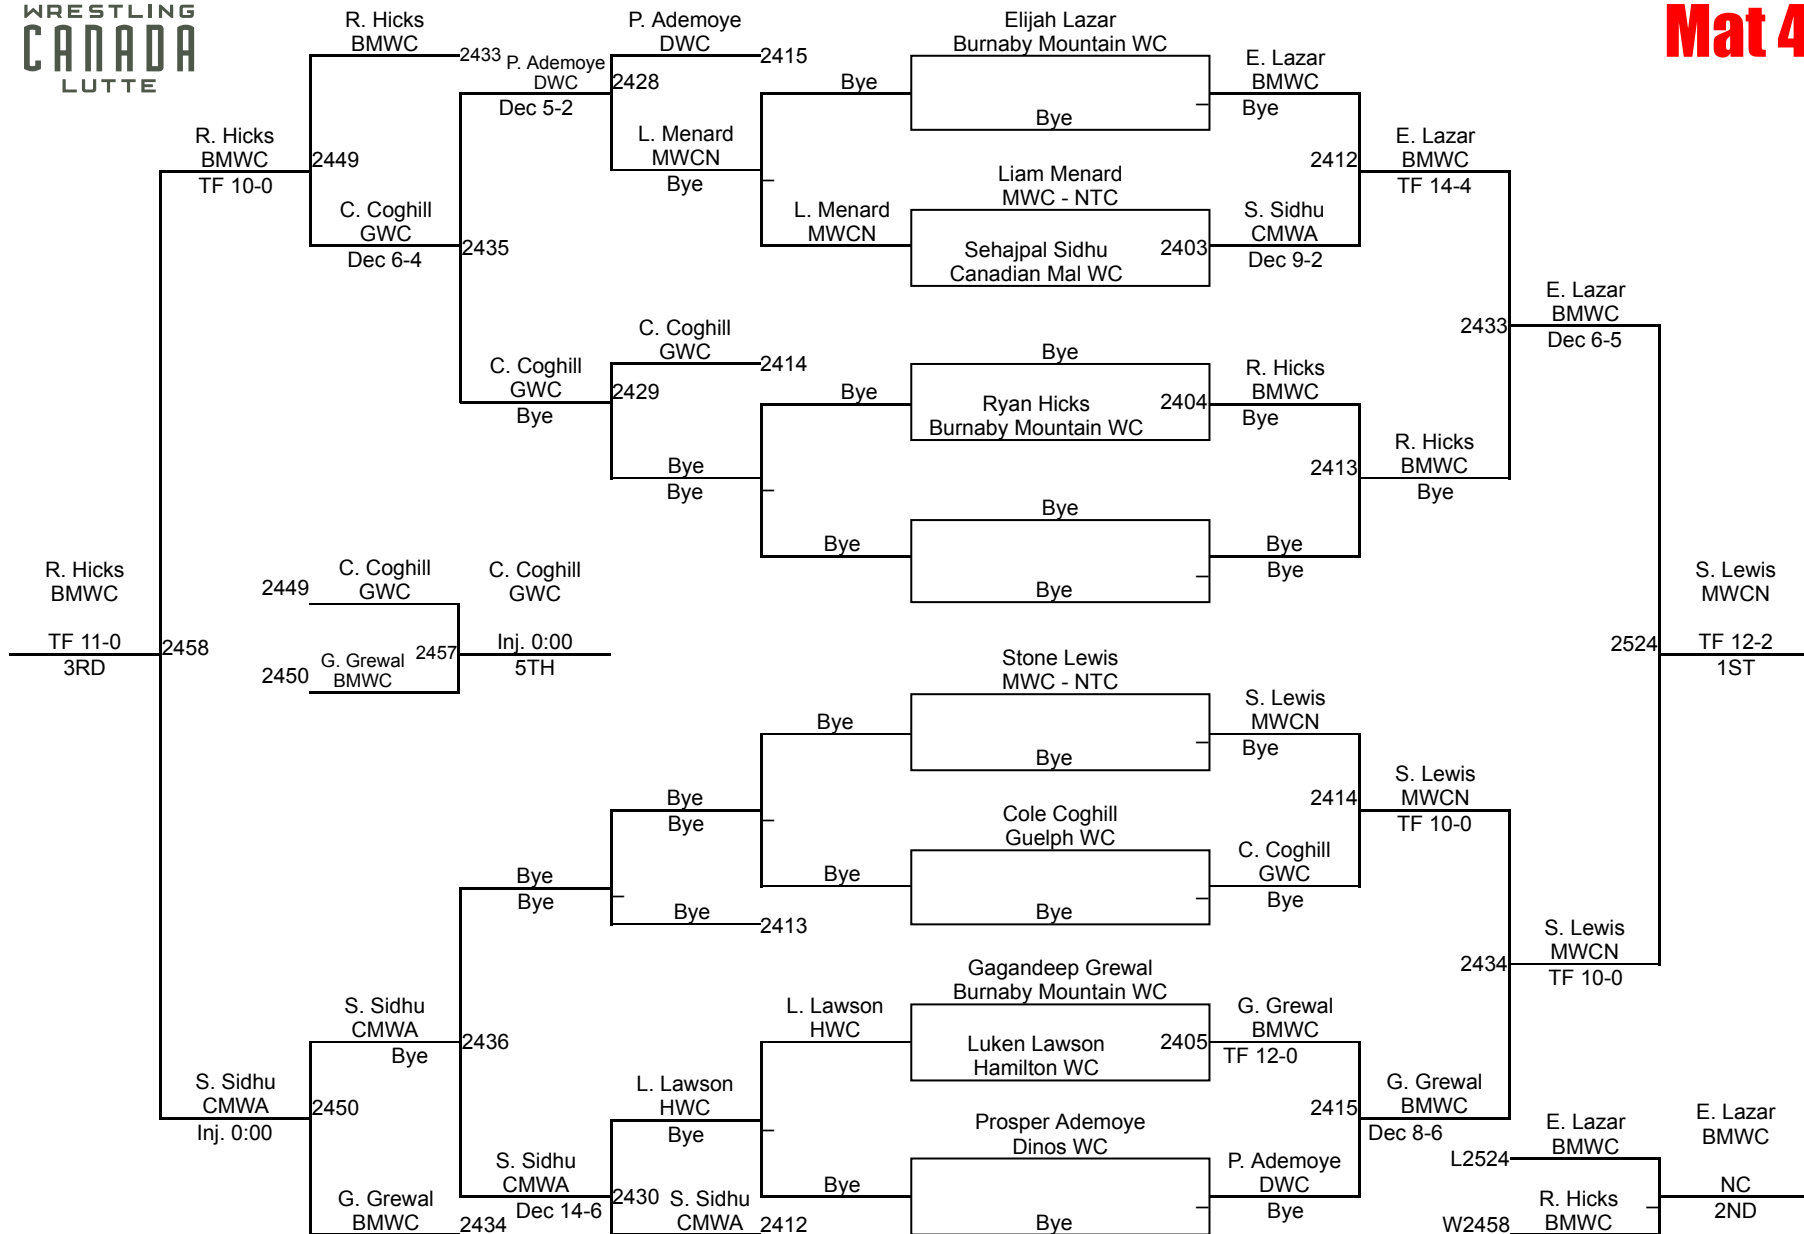 WRESTLING
CANADA
LUTTE
Mat 4
R. Hicks
BMWC
2433
P. Ademoye
DWC
Dec 5-2
P. Ademoye
DWC
2415
2428
Elijah Lazar
Burnaby Mountain WC
Bye
Bye
E. Lazar
BMWC
Bye
R. Hicks
BMWC
TF 10-0
2449
L. Menard
MWCN
Bye
2412
E. Lazar
BMWC
TF 14-4
Liam Menard
MWC - NTC
C. Coghill
GWC
Dec 6-4
2435
L. Menard
MWCN
Sehajpal Sidhu
Canadian Mal WC
2403
S. Sidhu
CMWA
Dec 9-2
E. Lazar
BMWC
Dec 6-5
2433
C. Coghill
GWC
2414
Bye
C. Coghill
GWC
Bye
2429
Bye
Ryan Hicks
Burnaby Mountain WC
2404
R. Hicks
BMWC
Bye
R. Hicks
BMWC
Bye
2413
Bye
Bye
Bye
Bye
Bye
Bye
Bye
R. Hicks
BMWC
TF 11-0
3RD
2458
2449
C. Coghill
GWC
2450
G. Grewal
BMWC
2457
C. Coghill
GWC
Inj. 0:00
5TH
S. Lewis
MWCN
TF 12-2
1ST
2524
Stone Lewis
MWC - NTC
Bye
Bye
S. Lewis
MWCN
Bye
Bye
Bye
2414
S. Lewis
MWCN
TF 10-0
Cole Coghill
Guelph WC
Bye
Bye
C. Coghill
GWC
Bye
Bye
Bye
Bye
2413
S. Lewis
MWCN
TF 10-0
2434
Gagandeep Grewal
Burnaby Mountain WC
S. Sidhu
CMWA
Bye
2436
L. Lawson
HWC
Luken Lawson
Hamilton WC
2405
G. Grewal
BMWC
TF 12-0
S. Sidhu
CMWA
Inj. 0:00
2450
L. Lawson
HWC
Bye
2415
G. Grewal
BMWC
Dec 8-6
Prosper Ademoye
Dinos WC
S. Sidhu
CMWA
Dec 14-6
2430
Bye
Bye
P. Ademoye
DWC
Bye
G. Grewal
BMWC
2434
S. Sidhu
CMWA
2412
L2524
E. Lazar
BMWC
W2458
R. Hicks
BMWC
E. Lazar
BMWC
NC
2ND